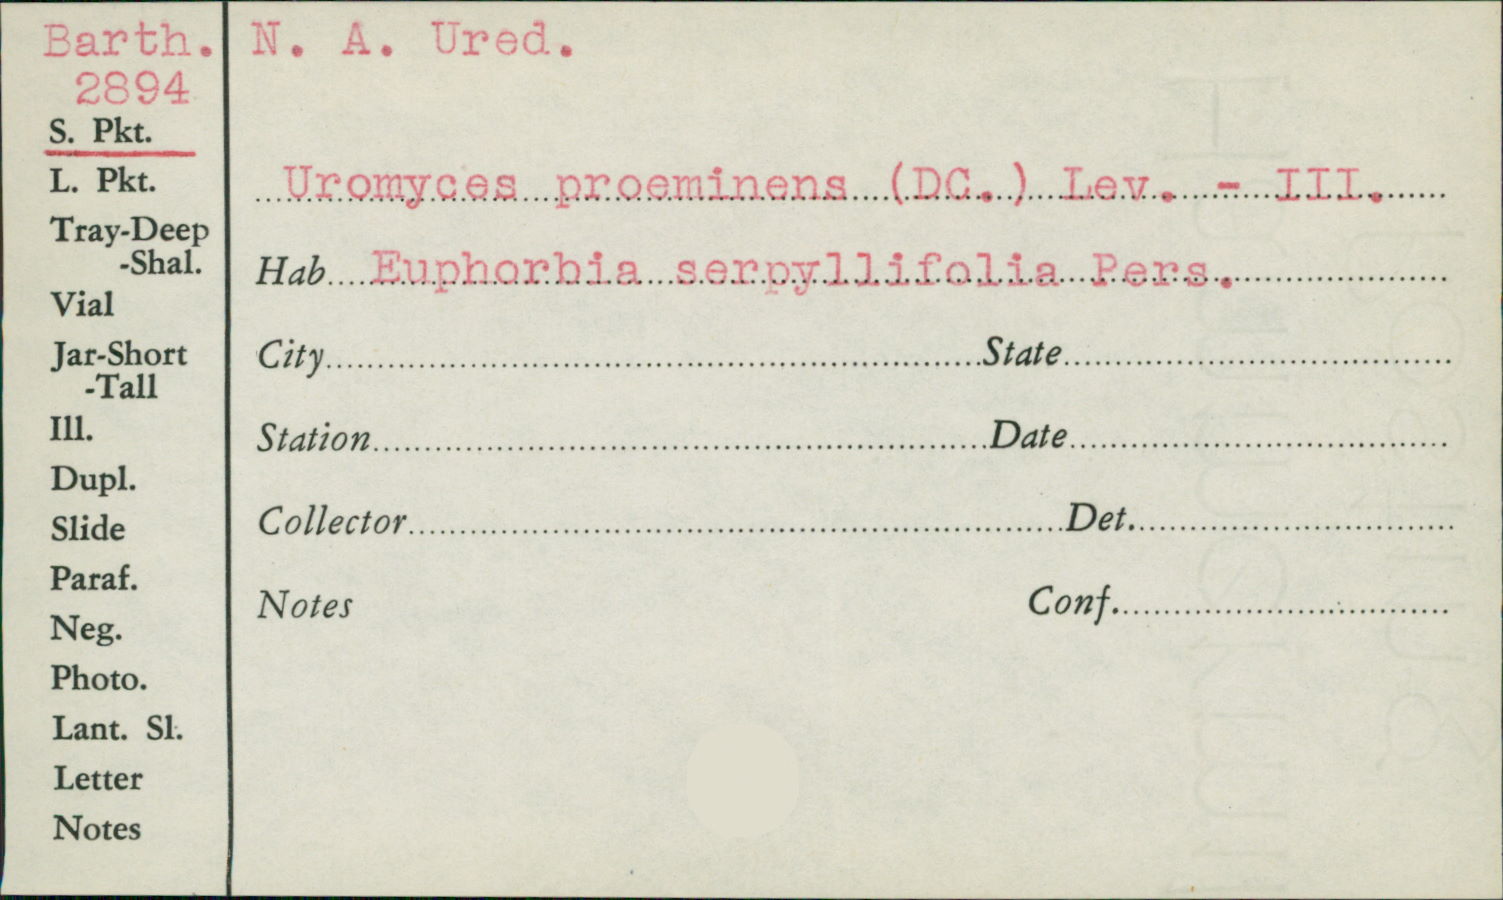 Barth.
2894
S. Pkt.
L. Pkt.
Tray-Deep
-Shal.
Vial
Jar-Short
-Tall
Ill.
Dupl.
Slide
Paraf.
Neg.
Photo.
Lant. Sl.
Letter
Notes
N. A. Ured.
Uromyces proeminens (DC.) Lev. - III.
Hab. Euphorbia serpyllifolia Pers.
City State
Station Date
Collector Det.
Notes Conf.